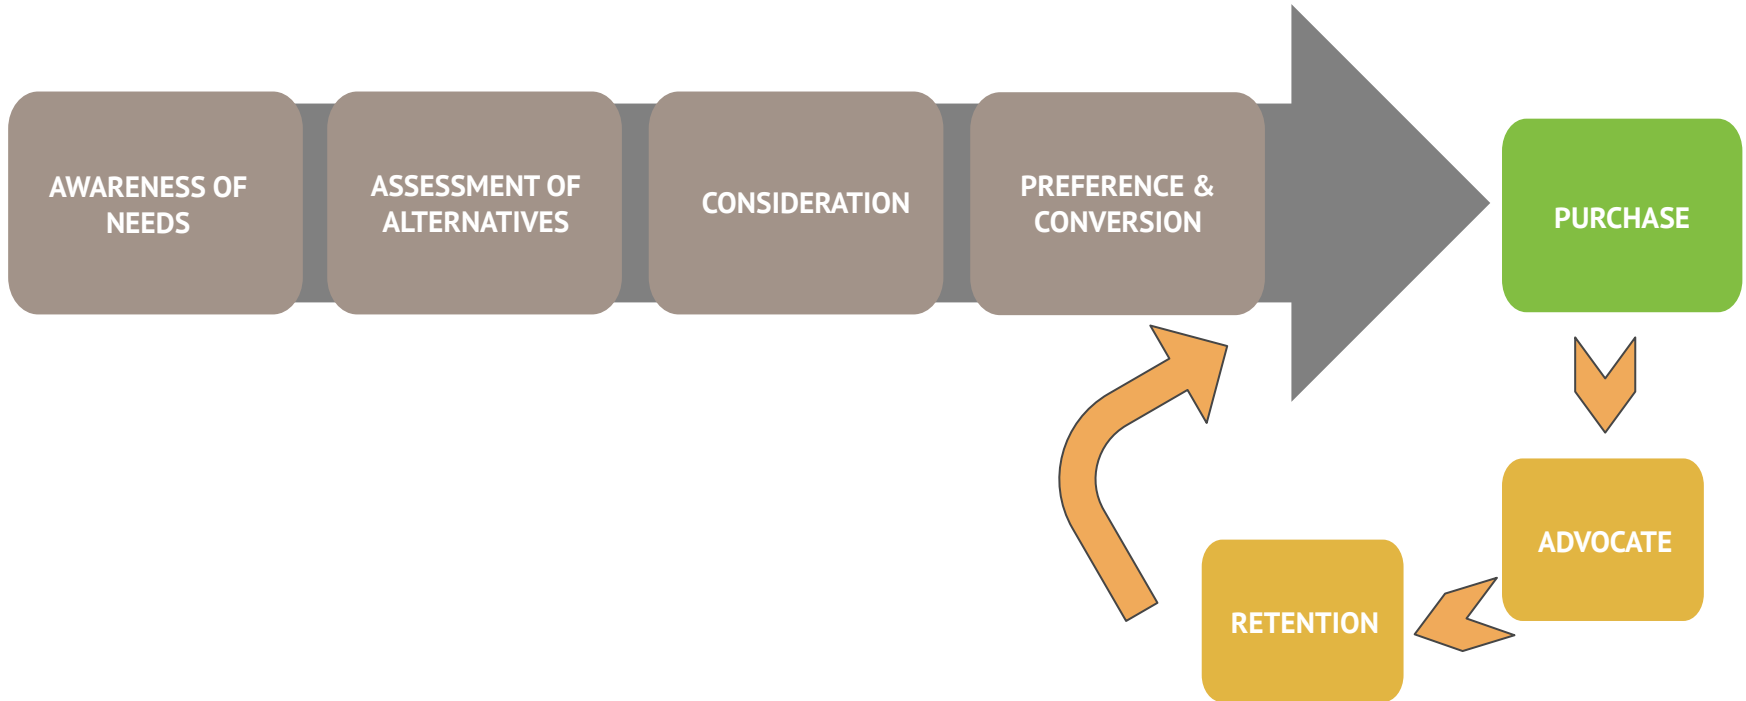 AWARENESS OF
NEEDS
ASSESSMENT OF
ALTERNATIVES
CONSIDERATION
PREFERENCE &
CONVERSION
PURCHASE
ADVOCATE
RETENTION